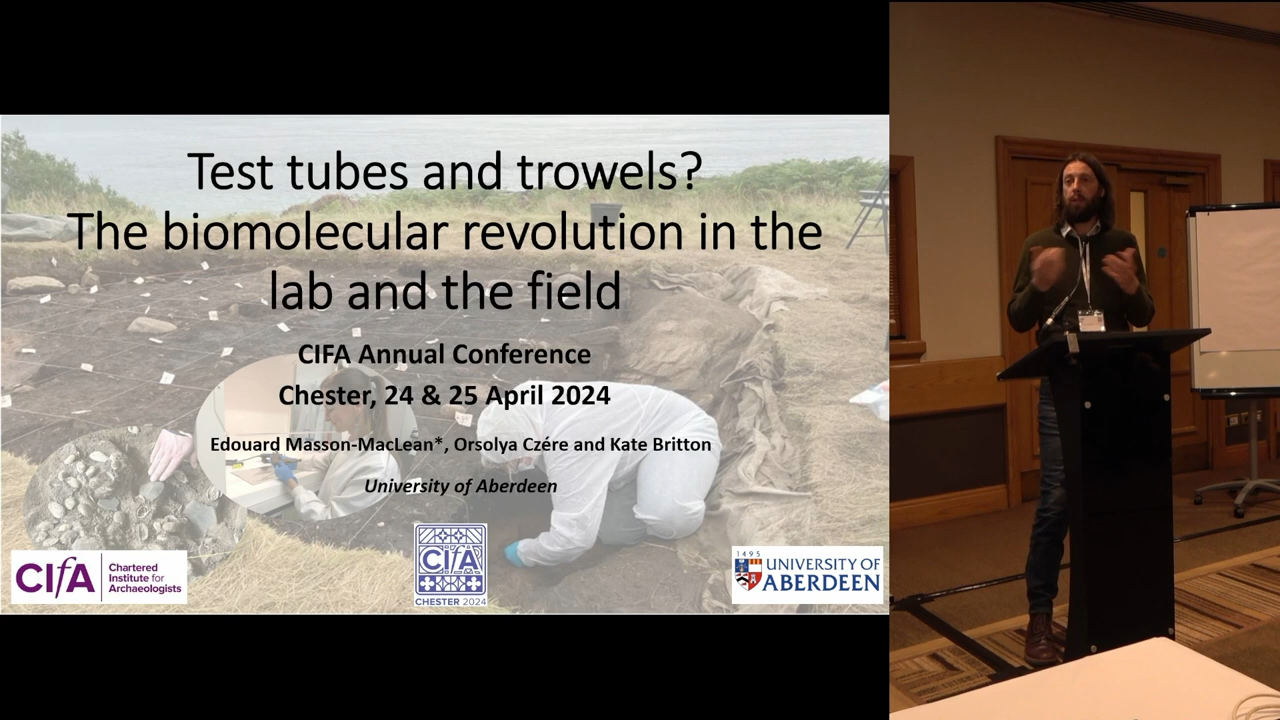 Test tubes and trowels?
The biomolecular revolution in the
lab and the field
CIFA Annual Conference
Chester, 24 & 25 April 2024
Edouard Masson-MacLean*, Orsolya Czére and Kate Britton
University of Aberdeen
CIfA
Chartered
Institute for
Archaeologists
CIfA
CHESTER 2024
1495
UNIVERSITY OF
ABERDEEN